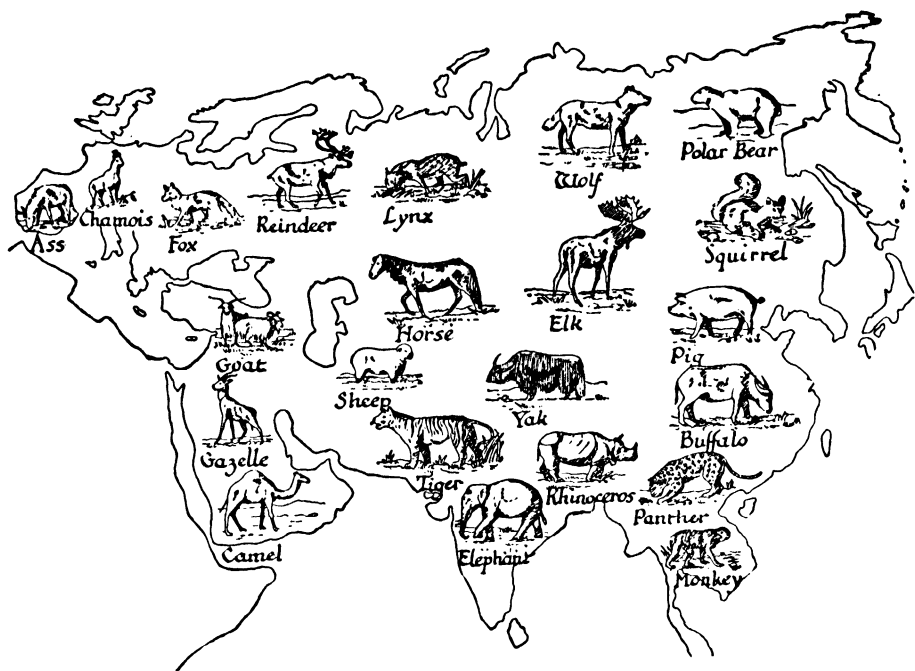 Wolf
Polar Bear
Ass
Chamois
Fox
Reindeer
Lynx
Squirrel
Goat
Horse
Elk
Pig
Sheep
Yak
Buffalo
Gazelle
Tiger
Rhinoceros
Panther
Camel
Elephant
Monkey